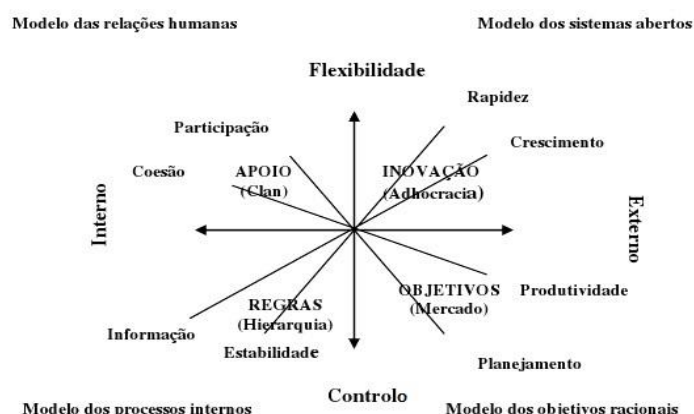 Modelo das relações humanas
Modelo dos sistemas abertos
Flexibilidade
Rapidez
Participação
Crescimento
Coesão
APOIO
(Clan)
INOVAÇÃO
(Adhocracia)
Interno
Externo
OBJETIVOS
(Mercado)
Produtividade
REGRAS
(Hierarquia)
Informação
Estabilidade
Planejamento
Controlo
Modelo dos processos internos
Modelo dos objetivos racionais